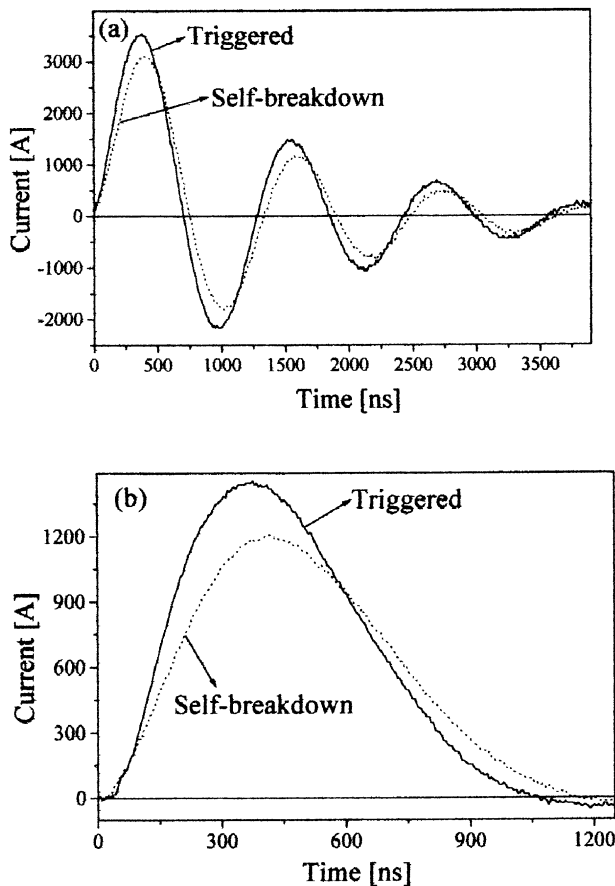 (a)
Triggered
Self-breakdown
Current [A]
3000
2000
1000
0
-1000
-2000
0 500 1000 1500 2000 2500 3000 3500
Time [ns]
(b)
Triggered
Self-breakdown
Current [A]
1200
900
600
300
0
0 300 600 900 1200
Time [ns]